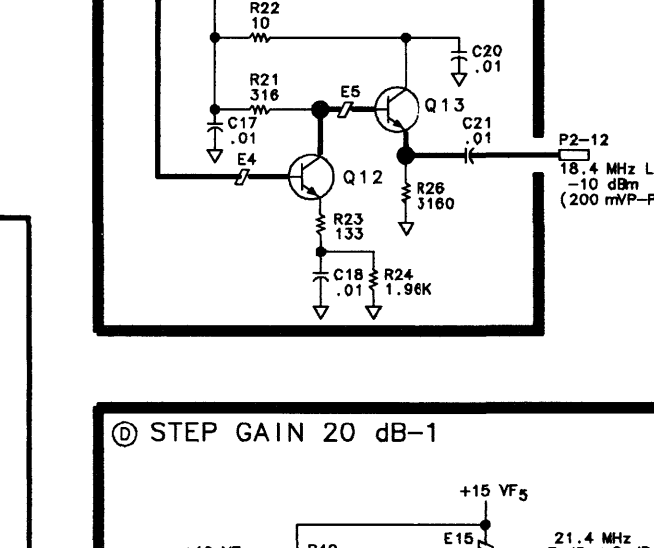 R22
10
C20
.01
R21
316
E5
Q13
C17
.01
C21
.01
P2-12
E4
Q12
18.4 MHz L
-10 dBm
(200 mVP-P
R26
3160
R23
133
C18
.01
R24
1.96K
D STEP GAIN 20 dB-1
+15 VF5
E15
21.4 MHz